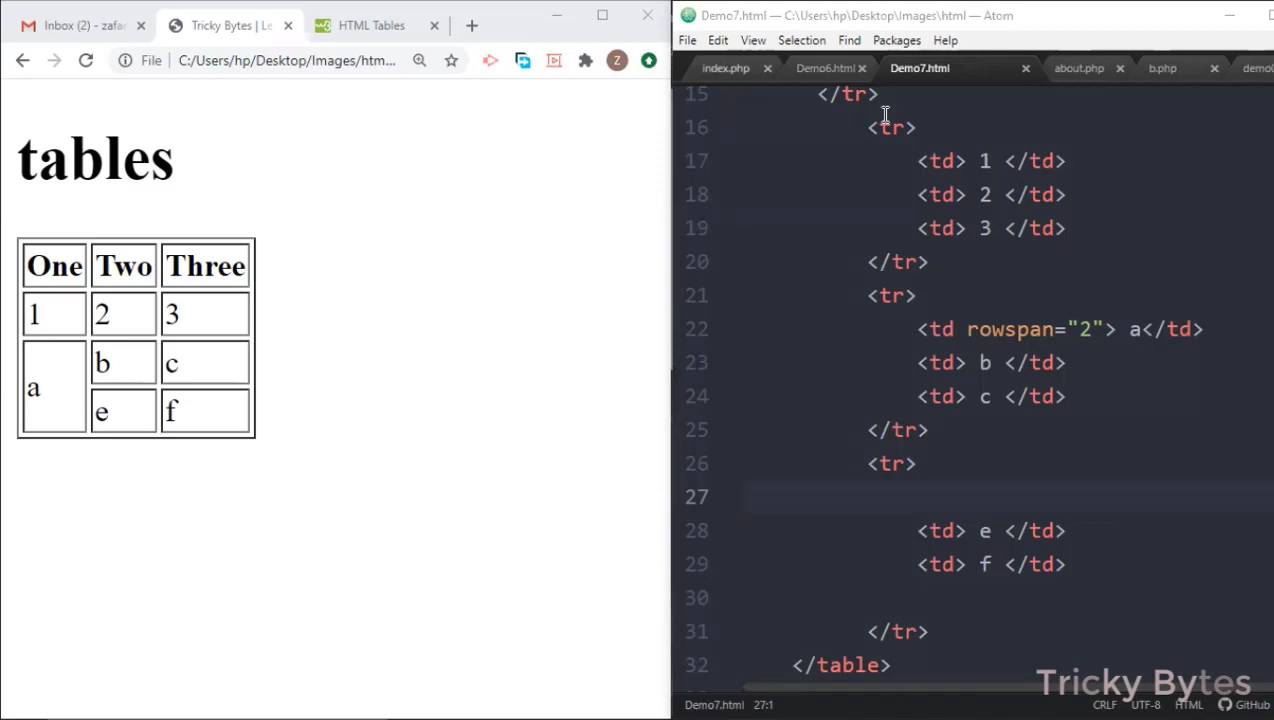 Inbox (2) - zafar
Tricky Bytes | Le
HTML Tables
File
C:/Users/hp/Desktop/Images/htm...
Z
tables
One Two Three
1 2 3
a b c
e f
Demo7.html — C:\Users\hp\Desktop\Images\html — Atom
File Edit View Selection Find Packages Help
index.php Demo6.html Demo7.html about.php b.php demo
15 </tr>
16 <tr>
17 <td> 1 </td>
18 <td> 2 </td>
19 <td> 3 </td>
20 </tr>
21 <tr>
22 <td rowspan="2"> a</td>
23 <td> b </td>
24 <td> c </td>
25 </tr>
26 <tr>
27
28 <td> e </td>
29 <td> f </td>
30
31 </tr>
32 </table>
Tricky Bytes
Demo7.html 27:1 CRLF UTF-8 HTML GitHub